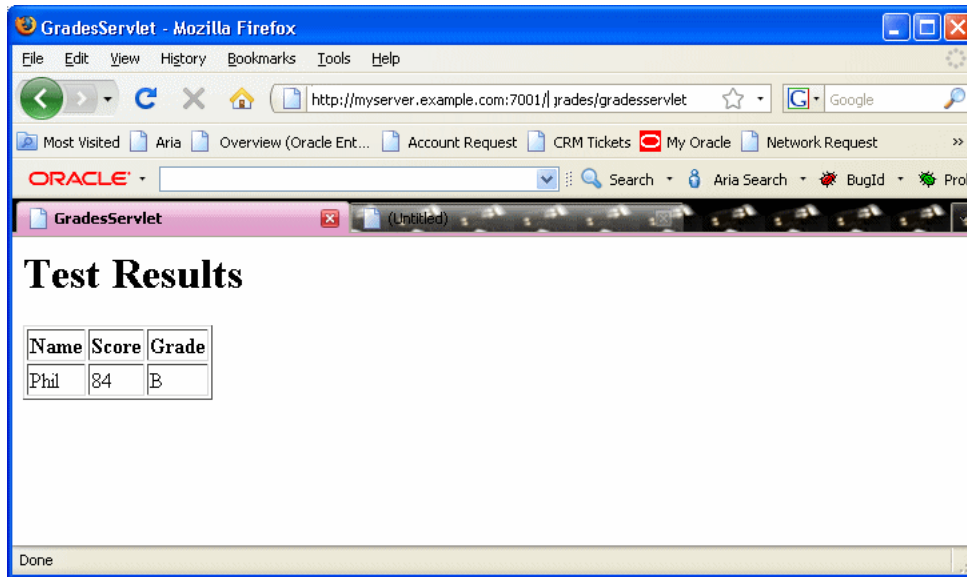 GradesServlet - Mozilla Firefox
File Edit View History Bookmarks Tools Help
http://myserver.example.com:7001/ grades/gradesservlet G Google
Most Visited Aria Overview (Oracle Ent... Account Request CRM Tickets My Oracle Network Request »
ORACLE Search Aria Search BugId Prol
GradesServlet (Untitled)
Test Results
Name Score Grade
Phil 84 B
Done